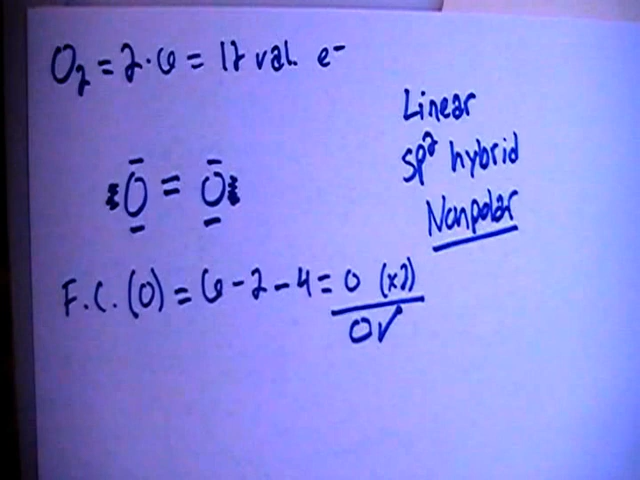 O₂ = 2·6 = 12 val. e⁻
Linear
sp² hybrid
Nonpolar
O = O
F.C. (O) = 6 - 2 - 4 = 0 (x2)
0✓